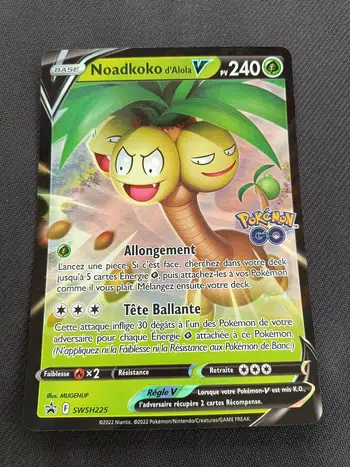 BASE Noadkoko d'Alola V PV 240
Pokémon
GO
Allongement
Lancez une pièce. Si c'est face, cherchez dans votre deck
jusqu'à 5 cartes Énergie, puis attachez-les à vos Pokémon
comme il vous plaît. Mélangez ensuite votre deck.
Tête Ballante
Cette attaque inflige 30 dégâts à l'un des Pokémon de votre
adversaire pour chaque Énergie attachée à ce Pokémon.
(N'appliquez ni la Faiblesse ni la Résistance aux Pokémon de Banc.)
Faiblesse ×2 Résistance Retraite
Illus. MUGENUP
Règle V Lorsque votre Pokémon-V est mis K.O.,
l'adversaire récupère 2 cartes Récompense.
F SWSH225
©2022 Niantic. ©2022 Pokémon/Nintendo/Creatures/GAME FREAK.